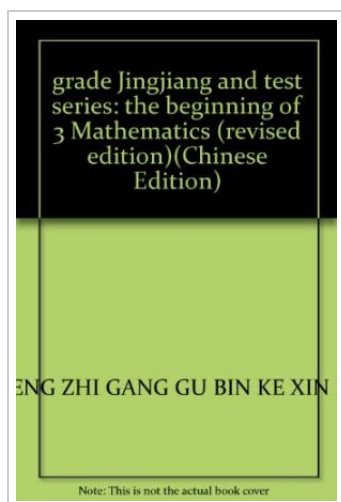 grade Jingjiang and test
series: the beginning of
3 Mathematics (revised
edition)(Chinese
Edition)
ENG ZHI GANG GU BIN KE XIN
Note: This is not the actual book cover